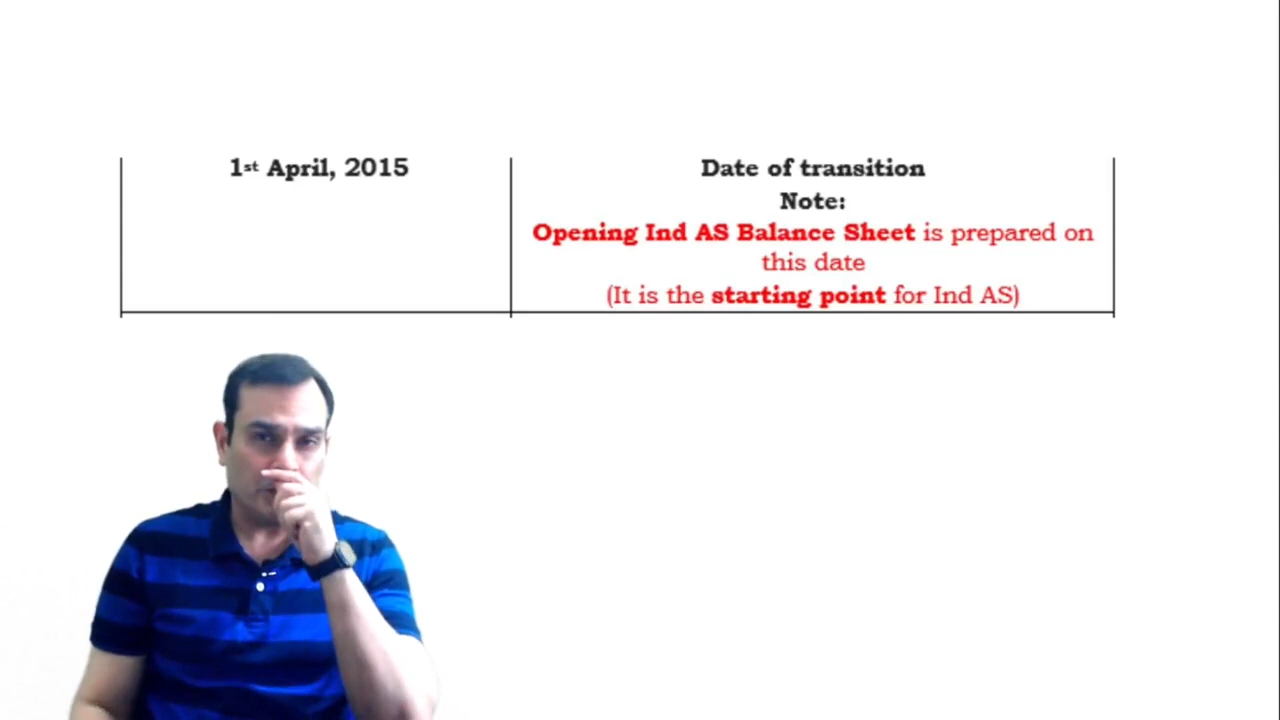 1st April, 2015
Date of transition
Note:
Opening Ind AS Balance Sheet is prepared on
this date
(It is the starting point for Ind AS)